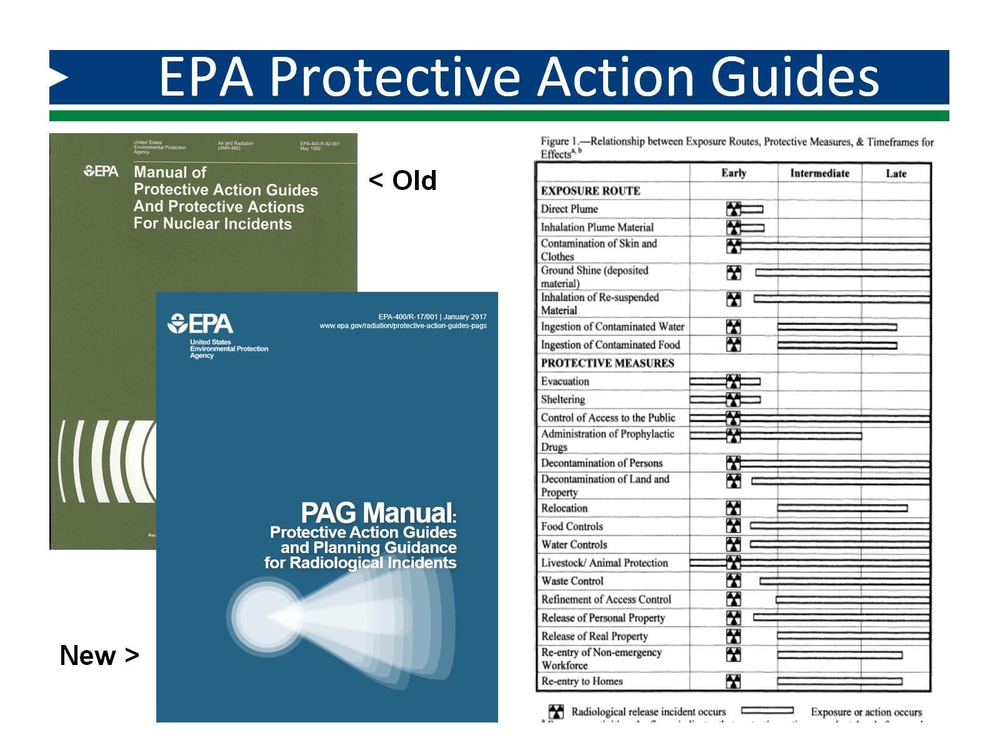 EPA Protective Action Guides
United States
Environmental Protection
Agency
Air and Radiation
(ANR-460)
EPA-400-R-92-001
May 1992
EPA
Manual of
Protective Action Guides
And Protective Actions
For Nuclear Incidents
< Old
EPA
United States
Environmental Protection
Agency
EPA-400/R-17/001 | January 2017
www.epa.gov/radiation/protective-action-guides-pags
PAG Manual:
Protective Action Guides
and Planning Guidance
for Radiological Incidents
New >
Figure 1.—Relationship between Exposure Routes, Protective Measures, & Timeframes for
Effects a, b
Early Intermediate Late
EXPOSURE ROUTE
Direct Plume
Inhalation Plume Material
Contamination of Skin and
Clothes
Ground Shine (deposited
material)
Inhalation of Re-suspended
Material
Ingestion of Contaminated Water
Ingestion of Contaminated Food
PROTECTIVE MEASURES
Evacuation
Sheltering
Control of Access to the Public
Administration of Prophylactic
Drugs
Decontamination of Persons
Decontamination of Land and
Property
Relocation
Food Controls
Water Controls
Livestock/ Animal Protection
Waste Control
Refinement of Access Control
Release of Personal Property
Release of Real Property
Re-entry of Non-emergency
Workforce
Re-entry to Homes
Radiological release incident occurs Exposure or action occurs